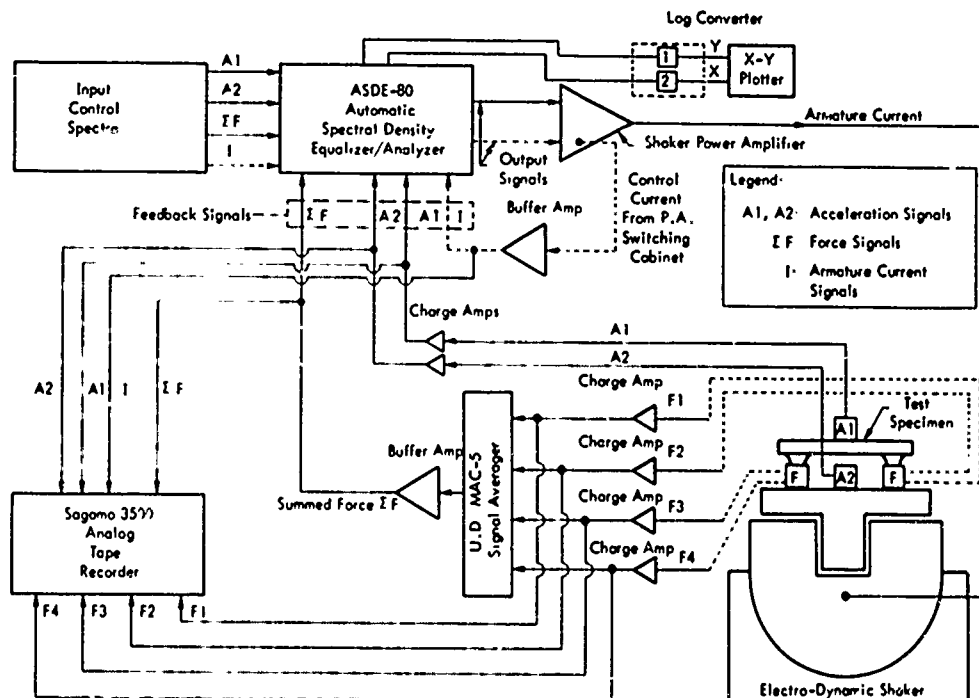 Log Converter
Input
Control
Spectra
A1
A2
ΣF
I
ASDE-80
Automatic
Spectral Density
Equalizer/Analyzer
1
2
Y
X
X-Y
Plotter
Armature Current
Shaker Power Amplifier
Output
Signals
Feedback Signals
ΣF
A2
A1
I
Buffer Amp
Control
Current
From P.A.
Switching
Cabinet
Legend·
A1, A2· Acceleration Signals
ΣF Force Signals
I· Armature Current
Signals
Charge Amps
A1
A2
A2
A1
I
ΣF
Charge Amp
F1
Charge Amp
F2
Charge Amp
F3
Charge Amp
F4
Buffer Amp
Summed Force ΣF
U.D MAC-5
Signal Averager
Test
Specimen
A1
F
A2
F
Analog
Tape
Recorder
F4
F3
F2
F1
Electro-Dynamic Shaker